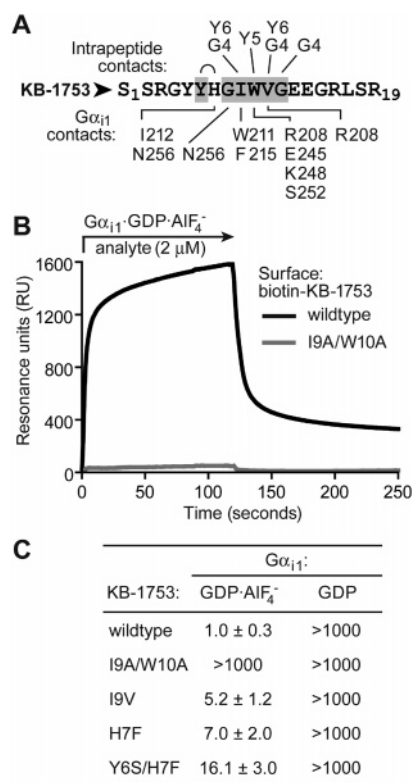 A
Y6 Y6
G4 Y5 G4 G4
Intrapeptide
contacts:
KB-1753 ➤ S1SRGYYHGIWVGEEGRLSR19
Gαi1
contacts:
I212 W211 R208 R208
N256 N256 F215 E245
K248
S252
B
Gαi1·GDP·AlF4-
analyte (2 μM)
Surface:
biotin-KB-1753
wildtype
I9A/W10A
Resonance units (RU)
1600
1200
800
400
0
0 50 100 150 200 250
Time (seconds)
C
Gαi1:
KB-1753: GDP·AlF4- GDP
wildtype 1.0 ± 0.3 >1000
I9A/W10A >1000 >1000
I9V 5.2 ± 1.2 >1000
H7F 7.0 ± 2.0 >1000
Y6S/H7F 16.1 ± 3.0 >1000